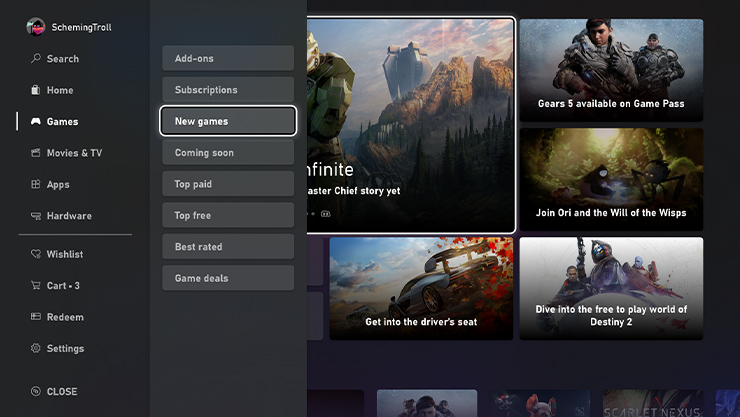 SchemingTroll
Search
Home
Games
Movies & TV
Apps
Hardware
Wishlist
Cart • 3
Redeem
Settings
CLOSE
Add-ons
Subscriptions
New games
Coming soon
Top paid
Top free
Best rated
Game deals
finite
aster Chief story yet
Gears 5 available on Game Pass
Join Ori and the Will of the Wisps
Get into the driver's seat
Dive into the free to play world of
Destiny 2
SCARLET NEXUS